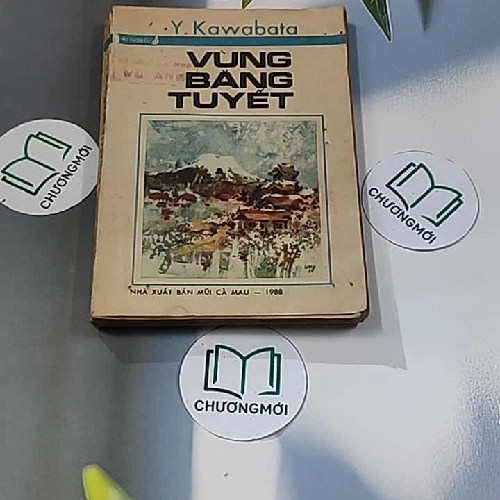 Y. Kawabata
VÙNG
BĂNG
TUYẾT
NHÀ XUẤT BẢN MŨI CÀ MAU — 1988
CHƯƠNGMỚI
CHƯƠNGMỚI
CHƯƠNGMỚI